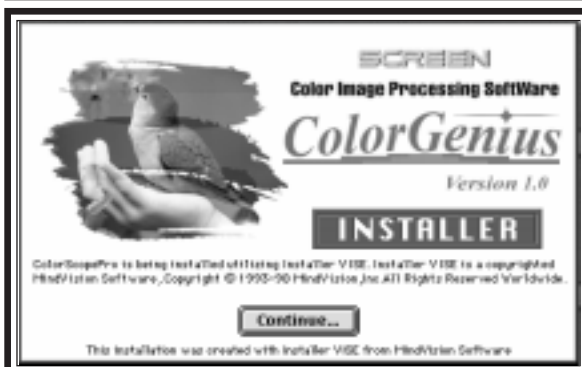 SCREEN
Color Image Processing SoftWare
ColorGenius
Version 1.0
INSTALLER
ColorScopePro is being installed utilizing Installer VISE. Installer VISE is a copyrighted
MindVision Software, Copyright © 1993-98 MindVision, Inc. All Rights Reserved Worldwide.
Continue...
This installation was created with Installer VISE from MindVision Software